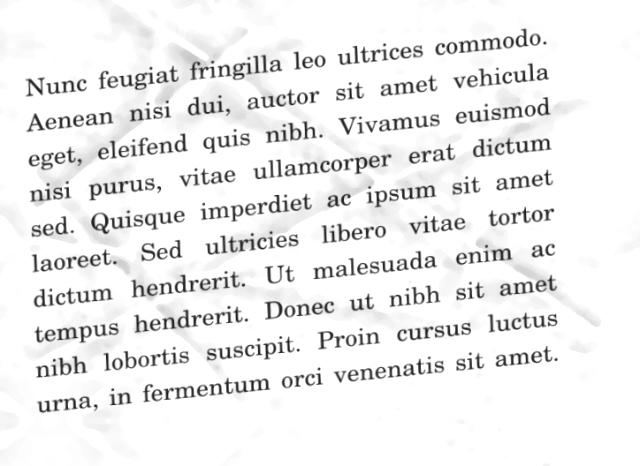 Nunc feugiat fringilla leo ultrices commodo.
Aenean nisi dui, auctor sit amet vehicula
eget, eleifend quis nibh. Vivamus euismod
nisi purus, vitae ullamcorper erat dictum
sed. Quisque imperdiet ac ipsum sit amet
laoreet. Sed ultricies libero vitae tortor
dictum hendrerit. Ut malesuada enim ac
tempus hendrerit. Donec ut nibh sit amet
nibh lobortis suscipit. Proin cursus luctus
urna, in fermentum orci venenatis sit amet.